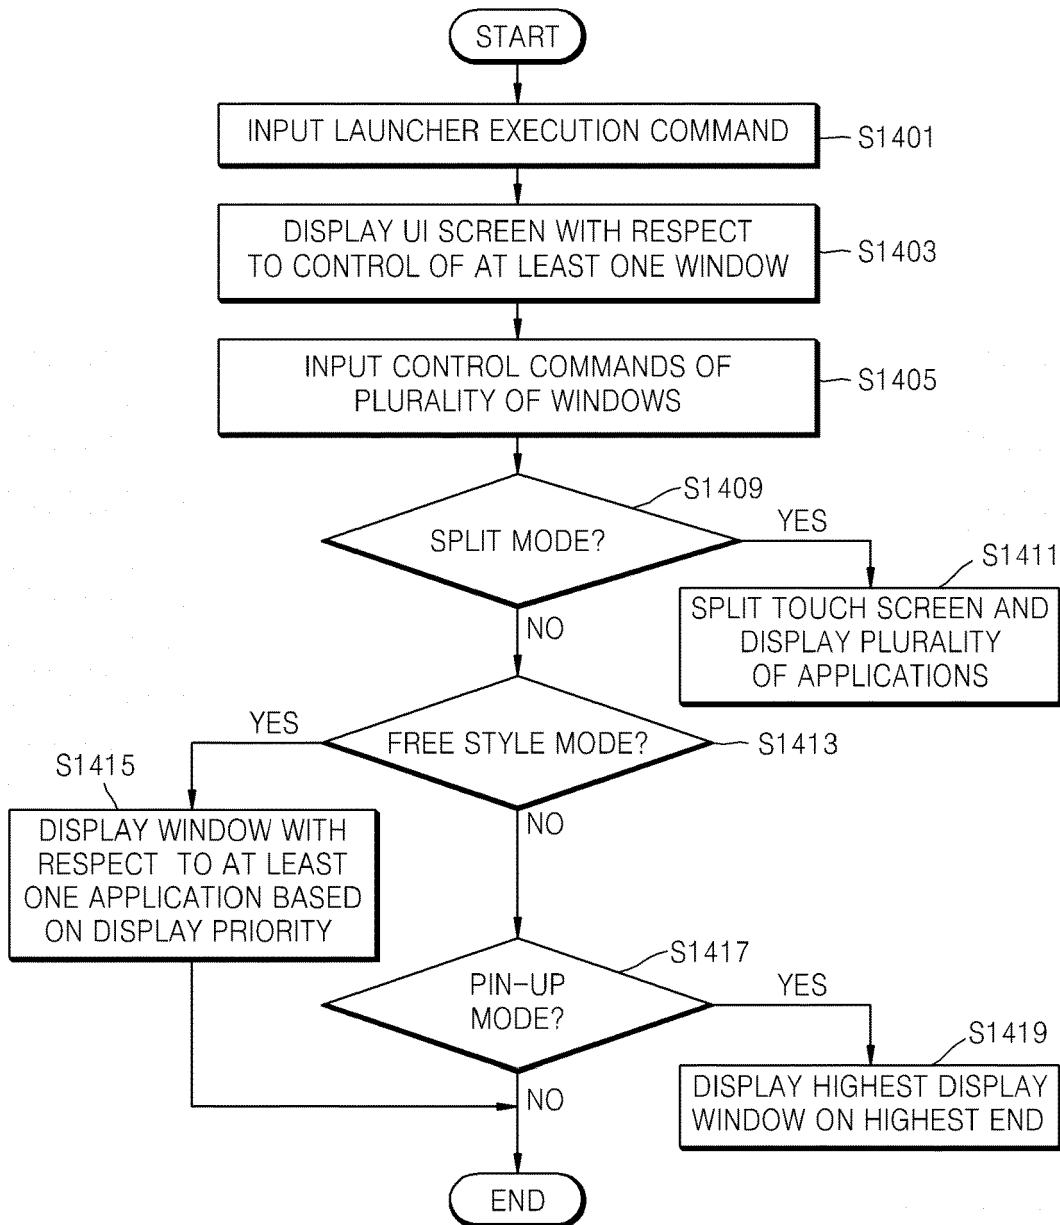 START
INPUT LAUNCHER EXECUTION COMMAND
S1401
DISPLAY UI SCREEN WITH RESPECT
TO CONTROL OF AT LEAST ONE WINDOW
S1403
INPUT CONTROL COMMANDS OF
PLURALITY OF WINDOWS
S1405
S1409
SPLIT MODE?
YES
S1411
SPLIT TOUCH SCREEN AND
DISPLAY PLURALITY
OF APPLICATIONS
NO
YES
FREE STYLE MODE?
S1413
S1415
DISPLAY WINDOW WITH
RESPECT TO AT LEAST
ONE APPLICATION BASED
ON DISPLAY PRIORITY
NO
S1417
PIN-UP
MODE?
YES
S1419
DISPLAY HIGHEST DISPLAY
WINDOW ON HIGHEST END
NO
END